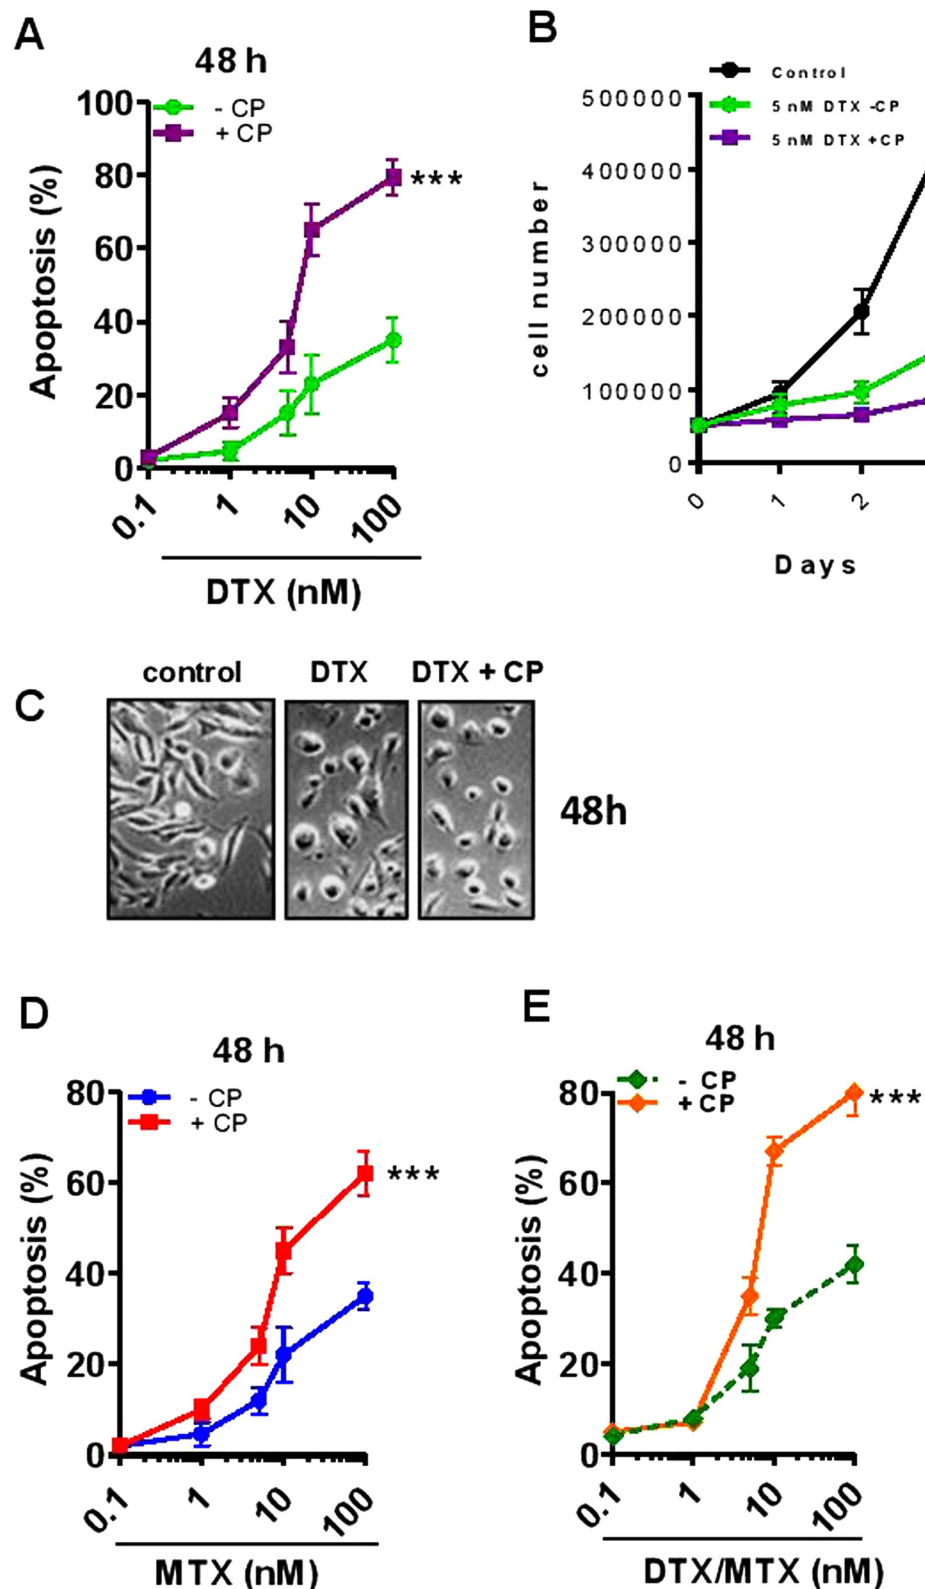 A
48 h
- CP
+ CP
100
80
60
40
20
0
Apoptosis (%)
***
0.1
1
10
100
DTX (nM)
B
Control
5 nM DTX -CP
5 nM DTX +CP
500000
400000
300000
200000
100000
0
cell number
0
1
2
Days
C
control
DTX
DTX + CP
48h
D
48 h
- CP
+ CP
80
60
40
20
0
Apoptosis (%)
***
0.1
1
10
100
MTX (nM)
E
48 h
- CP
+ CP
80
60
40
20
0
Apoptosis (%)
***
0.1
1
10
100
DTX/MTX (nM)